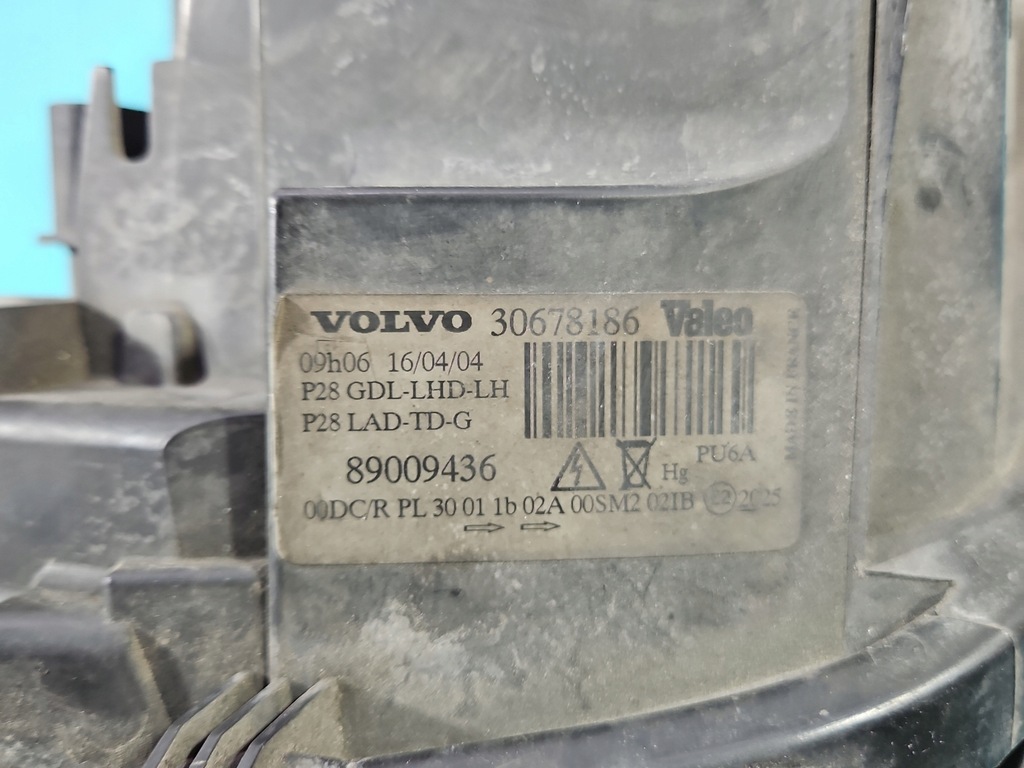 VOLVO 30678186 Valeo
09h06 16/04/04
P28 GDL-LHD-LH
P28 LAD-TD-G
MADE IN FRANCE
89009436
Hg
PU6A
00DC/R PL 30 01 1b 02A 00SM2 02IB E2 2025